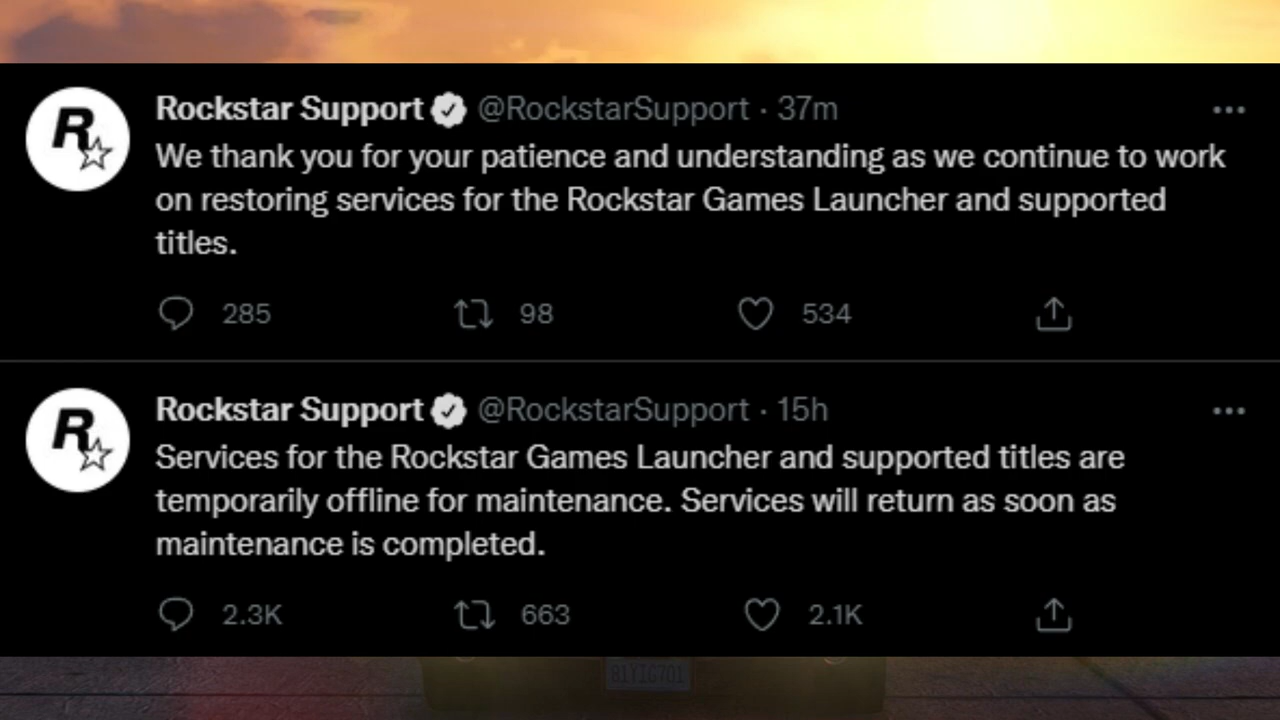 Rockstar Support @RockstarSupport · 37m
We thank you for your patience and understanding as we continue to work
on restoring services for the Rockstar Games Launcher and supported
titles.
285 98 534
Rockstar Support @RockstarSupport · 15h
Services for the Rockstar Games Launcher and supported titles are
temporarily offline for maintenance. Services will return as soon as
maintenance is completed.
2.3K 663 2.1K